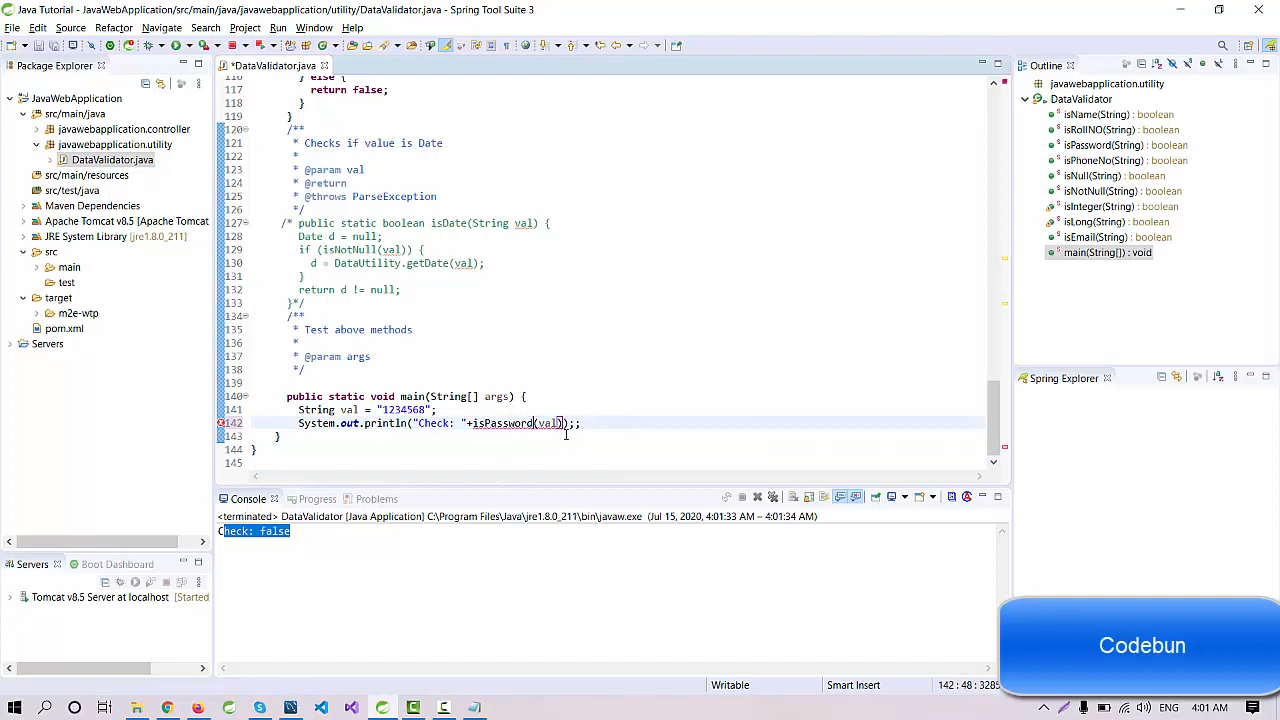 Java Tutorial - JavaWebApplication/src/main/java/javawebapplication/utility/DataValidator.java - Spring Tool Suite 3
File Edit Source Refactor Navigate Search Project Run Window Help
Package Explorer
JavaWebApplication
src/main/java
javawebapplication.controller
javawebapplication.utility
DataValidator.java
src/main/resources
src/test/java
Maven Dependencies
Apache Tomcat v8.5 [Apache Tomcat
JRE System Library [jre1.8.0_211]
src
main
test
target
m2e-wtp
pom.xml
Servers
*DataValidator.java
116 } else {
117 return false;
118 }
119 }
120 /**
121 * Checks if value is Date
122 *
123 * @param val
124 * @return
125 * @throws ParseException
126 */
127 /* public static boolean isDate(String val) {
128 Date d = null;
129 if (isNotNull(val)) {
130 d = DataUtility.getDate(val);
131 }
132 return d != null;
133 }*/
134 /**
135 * Test above methods
136 *
137 * @param args
138 */
139
140 public static void main(String[] args) {
141 String val = "1234568";
142 System.out.println("Check: "+isPassword(val));;
143 }
144 }
145
Outline
javawebapplication.utility
DataValidator
isName(String) : boolean
isRollNO(String) : boolean
isPassword(String) : boolean
isPhoneNo(String) : boolean
isNull(String) : boolean
isNotNull(String) : boolean
isInteger(String) : boolean
isLong(String) : boolean
isEmail(String) : boolean
main(String[]) : void
Spring Explorer
Servers Boot Dashboard
Tomcat v8.5 Server at localhost [Started
Console Progress Problems
<terminated> DataValidator [Java Application] C:\Program Files\Java\jre1.8.0_211\bin\javaw.exe (Jul 15, 2020, 4:01:33 AM – 4:01:34 AM)
Check: false
Codebun
Writable Smart Insert 142 : 48 : 3285
4:01 AM